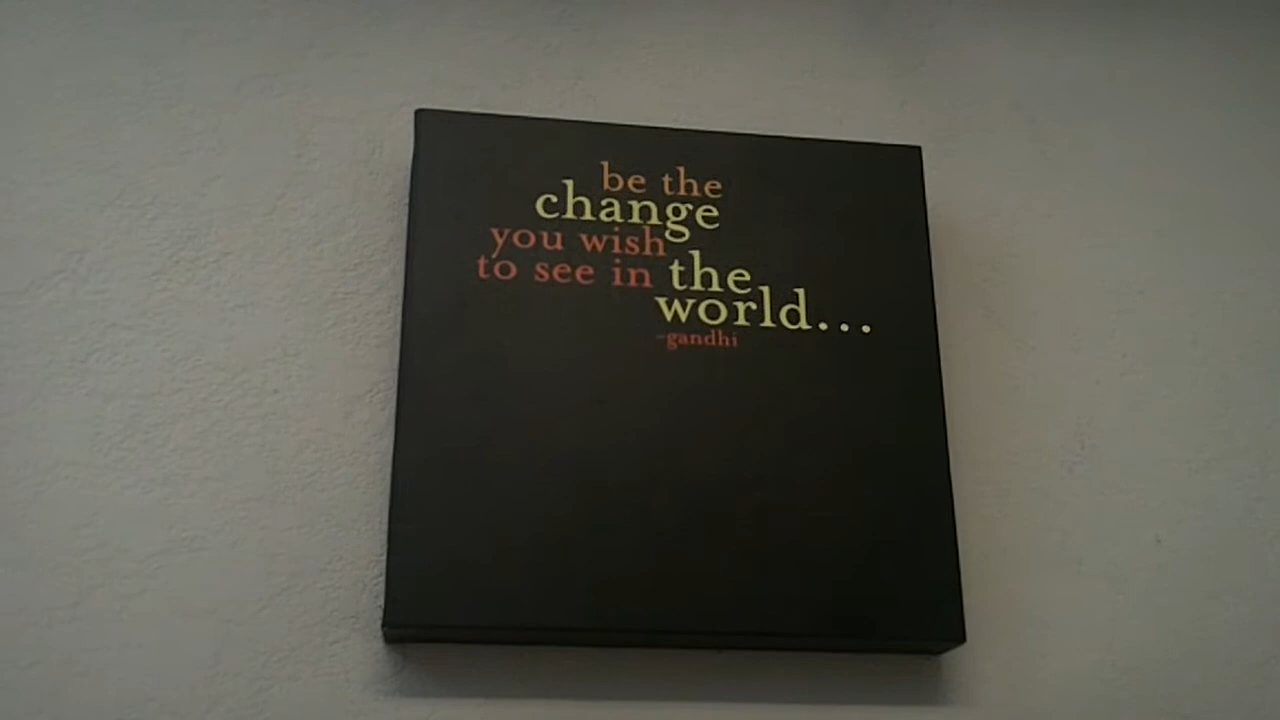 be the
change
you wish
to see in the
world...
-gandhi